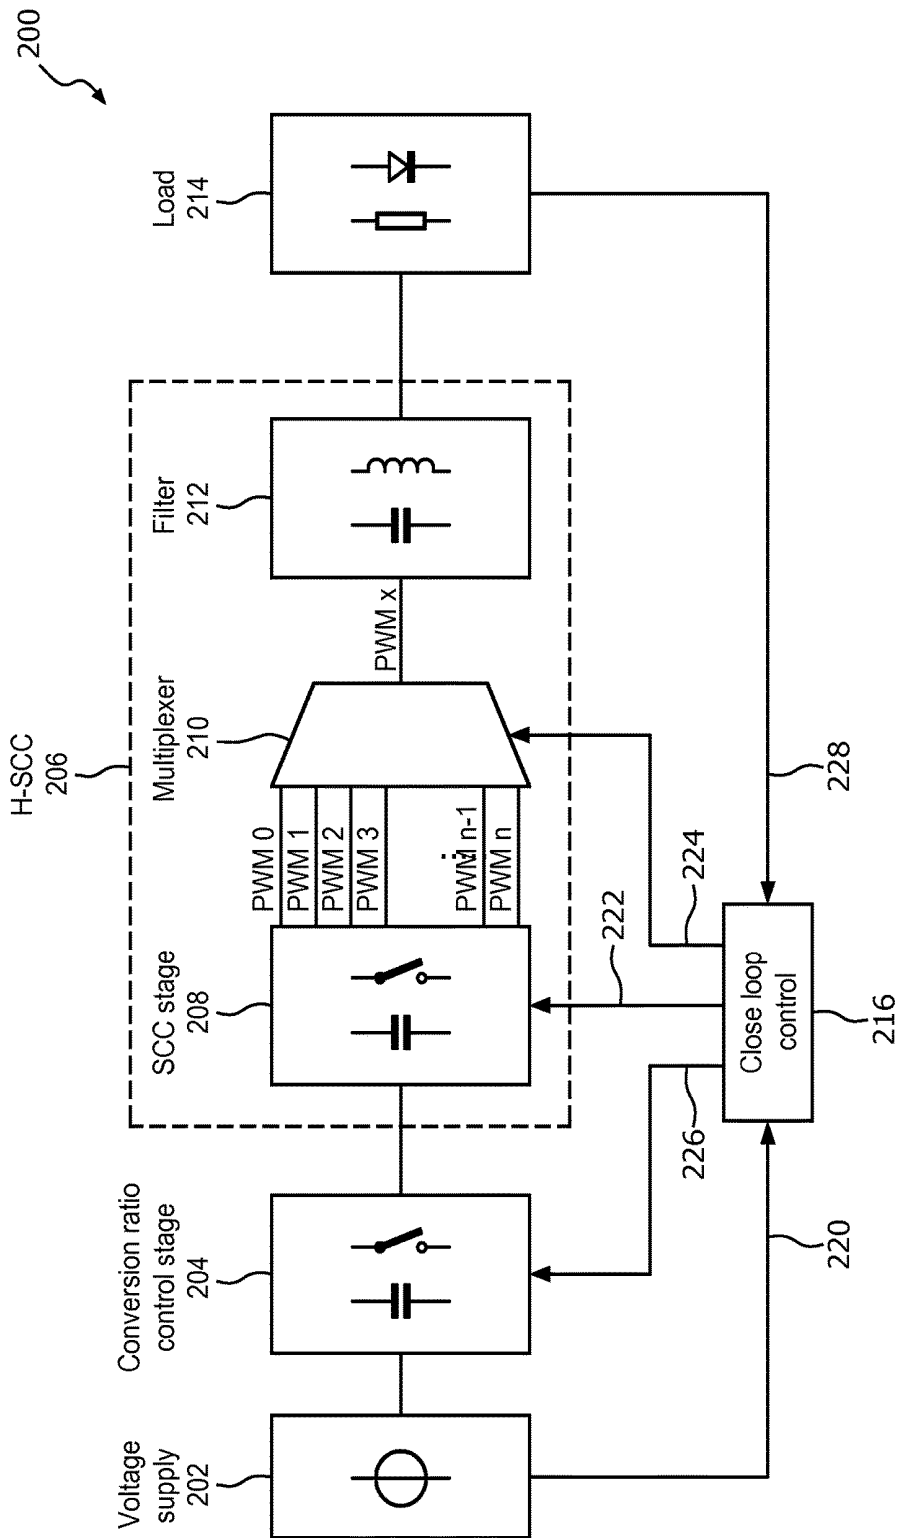 200
H-SCC
206
Voltage
supply
202
Conversion ratio
control stage
204
SCC stage
208
Multiplexer
210
Filter
212
Load
214
PWM 0
PWM 1
PWM 2
PWM 3
PWM n-1
PWM n
PWM x
226
222
224
220
Close loop
control
216
228